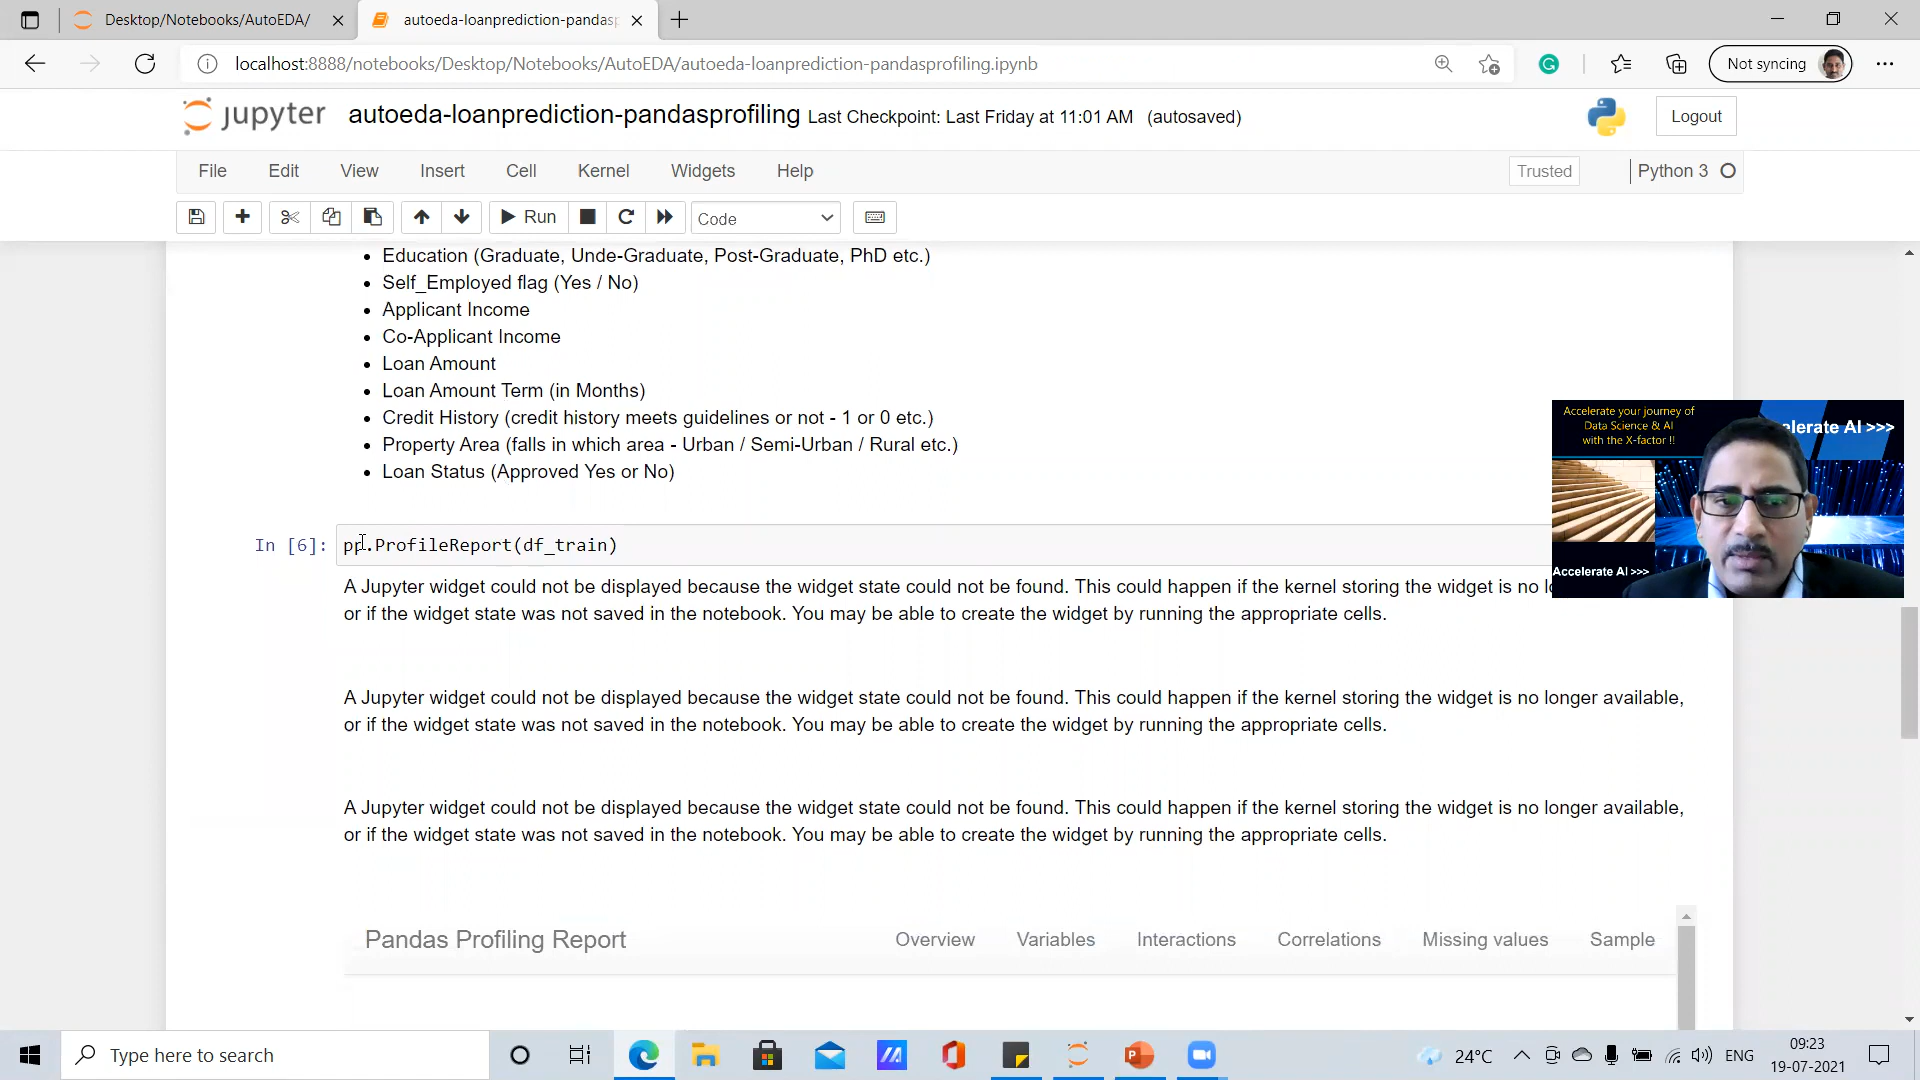 Desktop/Notebooks/AutoEDA/
autoeda-loanprediction-pandasp
localhost:8888/notebooks/Desktop/Notebooks/AutoEDA/autoeda-loanprediction-pandasprofiling.ipynb
Not syncing
jupyter autoeda-loanprediction-pandasprofiling Last Checkpoint: Last Friday at 11:01 AM (autosaved)
Logout
File Edit View Insert Cell Kernel Widgets Help
Trusted
Python 3
Run
Code
Education (Graduate, Unde-Graduate, Post-Graduate, PhD etc.)
Self_Employed flag (Yes / No)
Applicant Income
Co-Applicant Income
Loan Amount
Loan Amount Term (in Months)
Credit History (credit history meets guidelines or not - 1 or 0 etc.)
Property Area (falls in which area - Urban / Semi-Urban / Rural etc.)
Loan Status (Approved Yes or No)
Accelerate your journey of
Data Science & AI
with the X-factor !!
elerate AI >>>
Accelerate AI >>>
In [6]: pp.ProfileReport(df_train)
A Jupyter widget could not be displayed because the widget state could not be found. This could happen if the kernel storing the widget is no
or if the widget state was not saved in the notebook. You may be able to create the widget by running the appropriate cells.
A Jupyter widget could not be displayed because the widget state could not be found. This could happen if the kernel storing the widget is no longer available,
or if the widget state was not saved in the notebook. You may be able to create the widget by running the appropriate cells.
A Jupyter widget could not be displayed because the widget state could not be found. This could happen if the kernel storing the widget is no longer available,
or if the widget state was not saved in the notebook. You may be able to create the widget by running the appropriate cells.
Pandas Profiling Report
Overview Variables Interactions Correlations Missing values Sample
Type here to search
24°C
ENG
09:23
19-07-2021